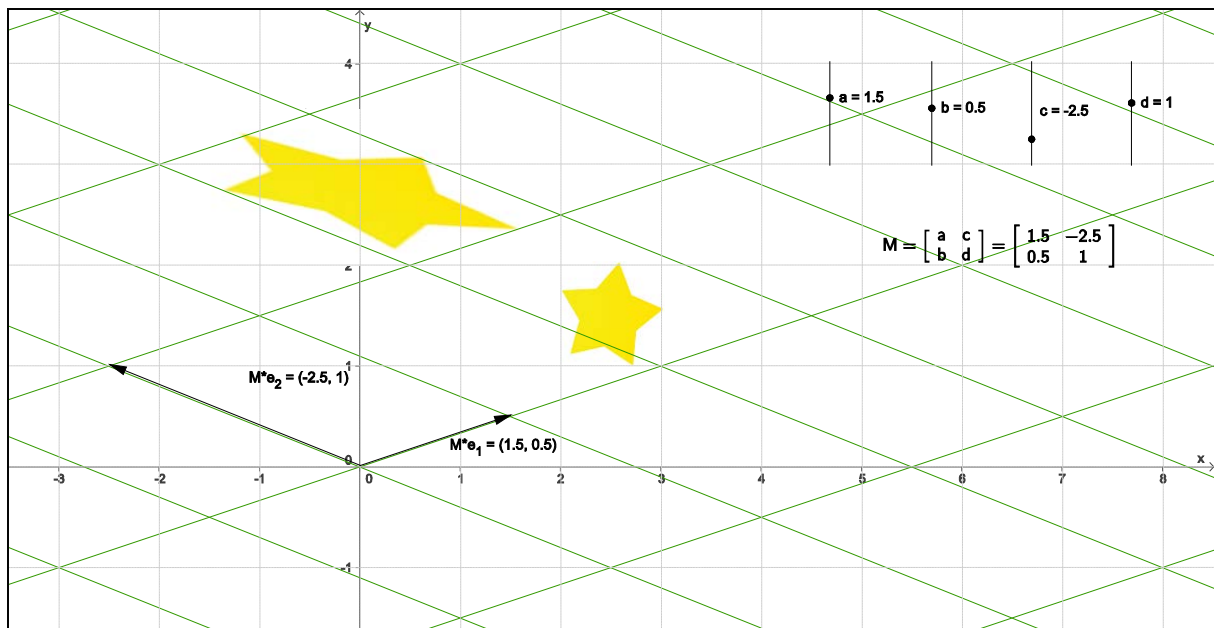 y
4
a = 1.5
b = 0.5
c = -2.5
d = 1
M = [ a c b d ] = [ 1.5 −2.5 0.5 1 ]
2
1
M*e₂ = (-2.5, 1)
M*e₁ = (1.5, 0.5)
0
x
-3 -2 -1 0 1 2 3 4 5 6 7 8
-1